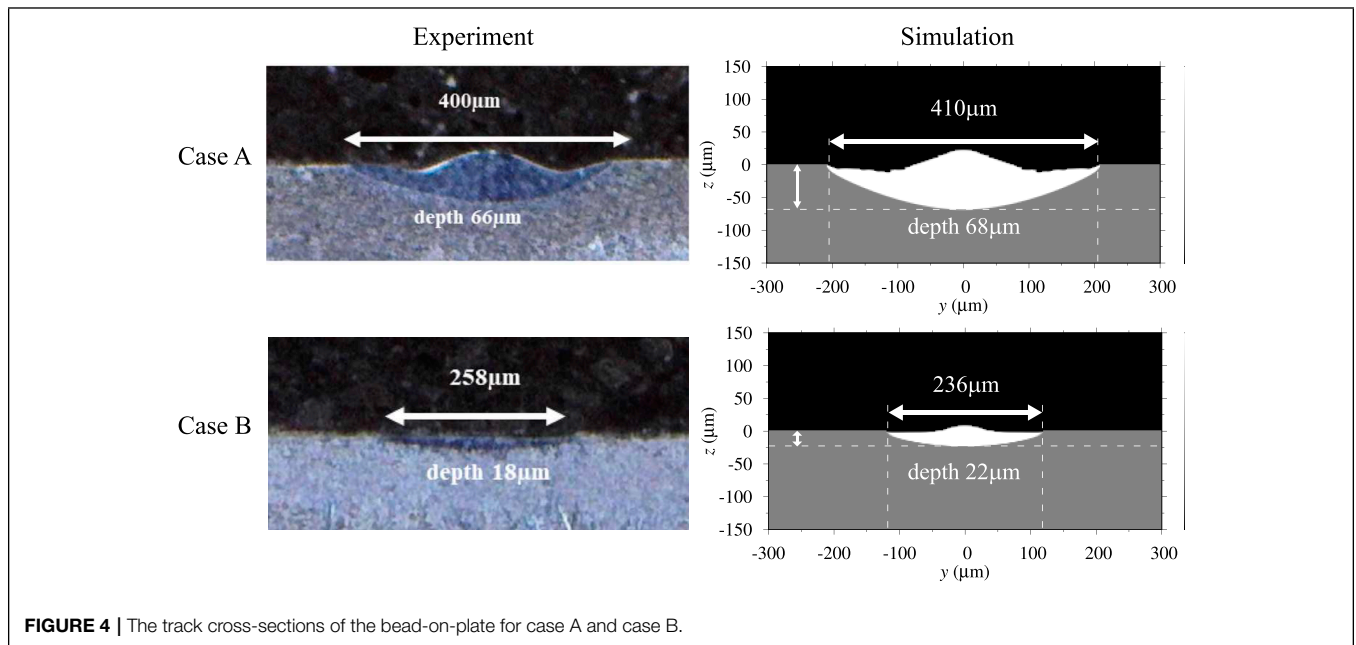 Experiment
Simulation
Case A
400µm
depth 66µm
150
100
50
0
-50
-100
-150
z (µm)
410µm
depth 68µm
-300
-200
-100
0
100
200
300
y (µm)
Case B
258µm
depth 18µm
150
100
50
0
-50
-100
-150
z (µm)
236µm
depth 22µm
-300
-200
-100
0
100
200
300
y (µm)
FIGURE 4 | The track cross-sections of the bead-on-plate for case A and case B.